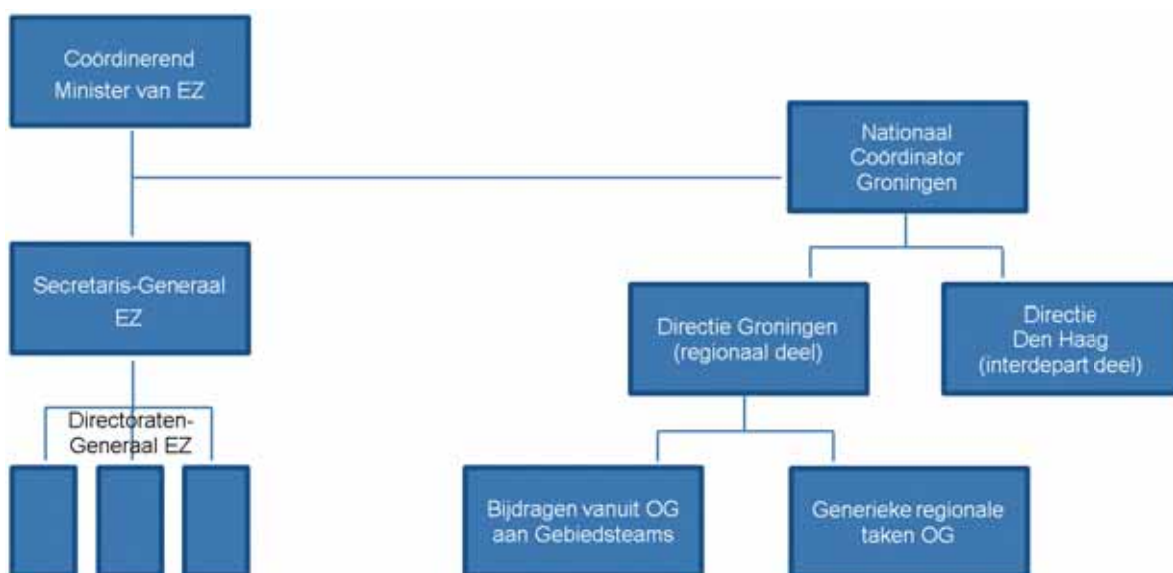 Coördinerend
Minister van EZ
Nationaal
Coördinator
Groningen
Secretaris-Generaal
EZ
Directie Groningen
(regionaal deel)
Directie
Den Haag
(interdepart deel)
Directoraten-
Generaal EZ
Bijdragen vanuit OG
aan Gebiedsteams
Generieke regionale
taken OG